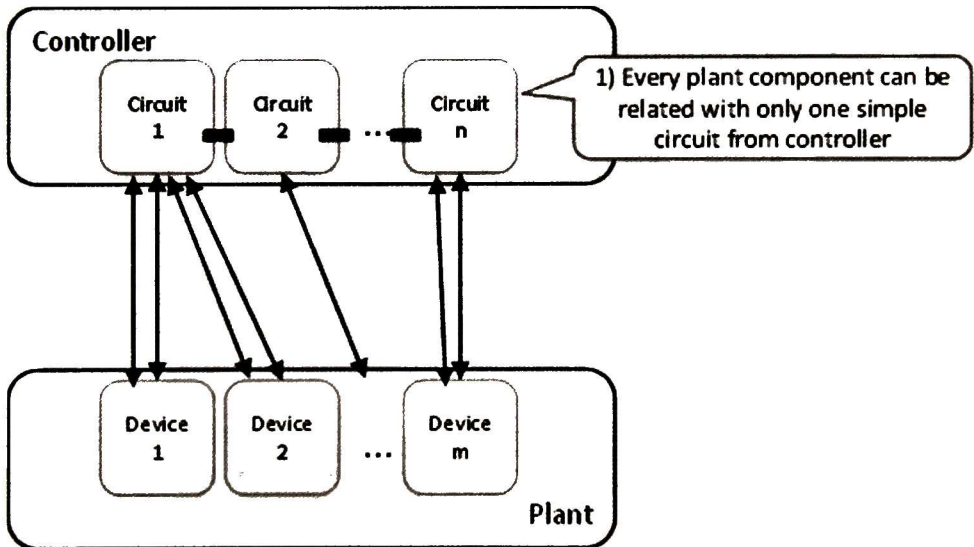 Controller
Circuit
1
Circuit
2
...
Circuit
n
1) Every plant component can be
related with only one simple
circuit from controller
Device
1
Device
2
...
Device
m
Plant